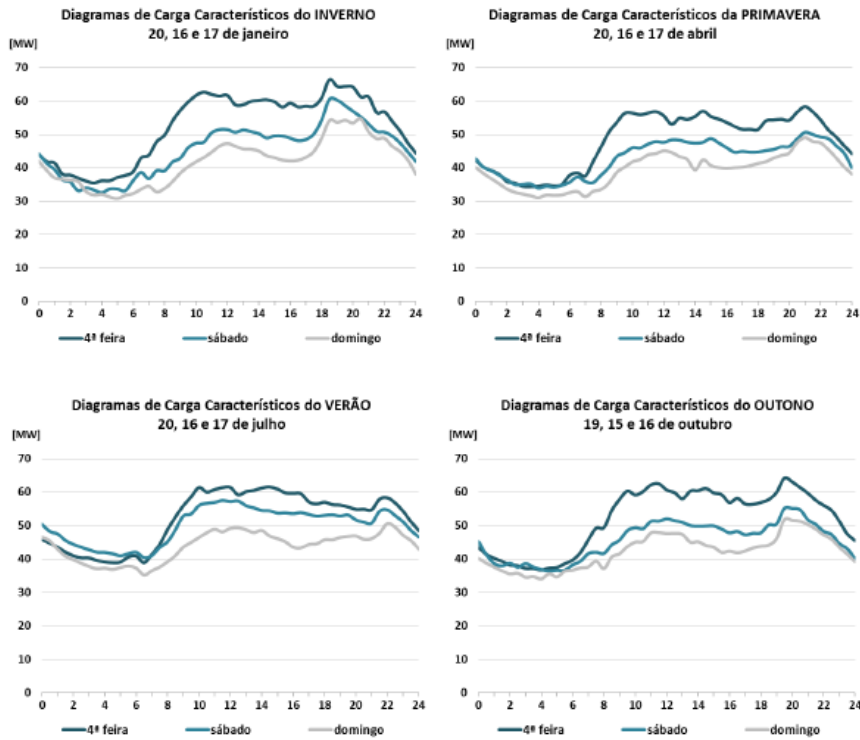 Diagramas de Carga Característicos do INVERNO
20, 16 e 17 de janeiro
[MW]
70
60
50
40
30
20
10
0
0 2 4 6 8 10 12 14 16 18 20 22 24
4ª feira sábado domingo
Diagramas de Carga Característicos da PRIMAVERA
20, 16 e 17 de abril
[MW]
70
60
50
40
30
20
10
0
0 2 4 6 8 10 12 14 16 18 20 22 24
4ª feira sábado domingo
Diagramas de Carga Característicos do VERÃO
20, 16 e 17 de julho
[MW]
70
60
50
40
30
20
10
0
0 2 4 6 8 10 12 14 16 18 20 22 24
4ª feira sábado domingo
Diagramas de Carga Característicos do OUTONO
19, 15 e 16 de outubro
[MW]
70
60
50
40
30
20
10
0
0 2 4 6 8 10 12 14 16 18 20 22 24
4ª feira sábado domingo